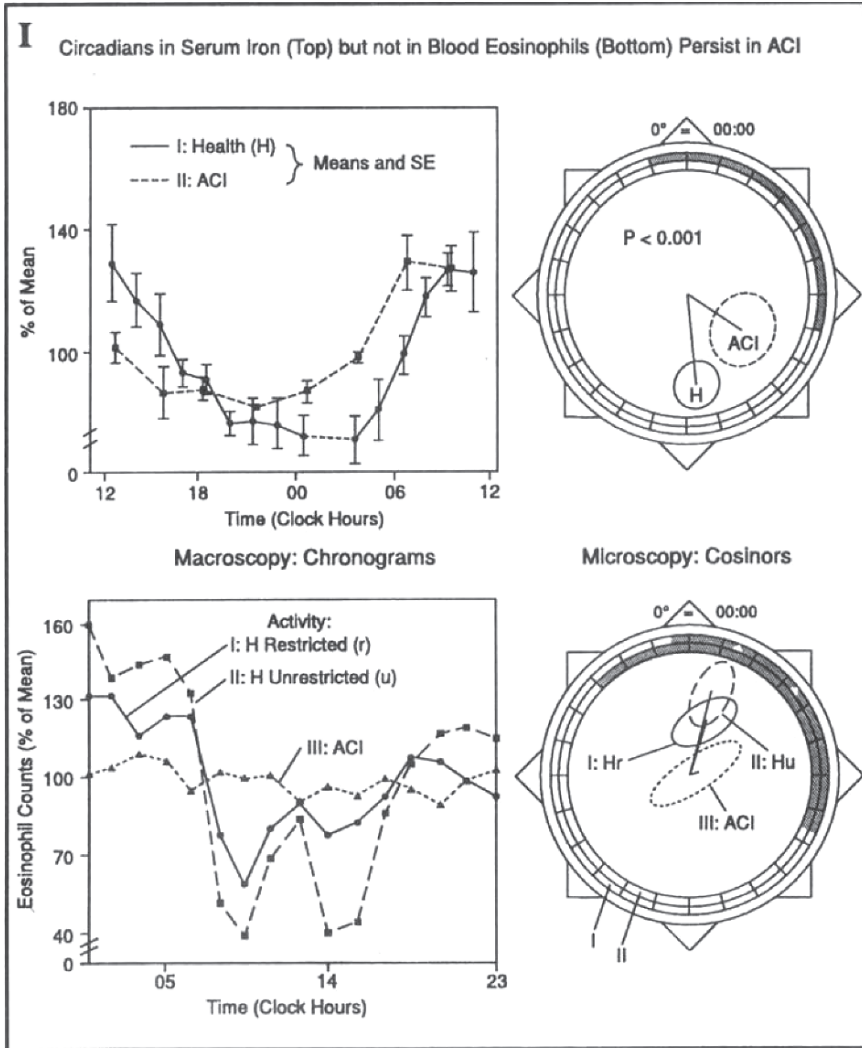 I
Circadians in Serum Iron (Top) but not in Blood Eosinophils (Bottom) Persist in ACI
180
140
100
0
% of Mean
I: Health (H)
II: ACI
Means and SE
12 18 00 06 12
Time (Clock Hours)
0° = 00:00
P < 0.001
ACI
H
Macroscopy: Chronograms
Microscopy: Cosinors
160
130
100
70
40
0
Eosinophil Counts (% of Mean)
Activity:
I: H Restricted (r)
II: H Unrestricted (u)
III: ACI
05 14 23
Time (Clock Hours)
0° = 00:00
I: Hr
II: Hu
III: ACI
I
II